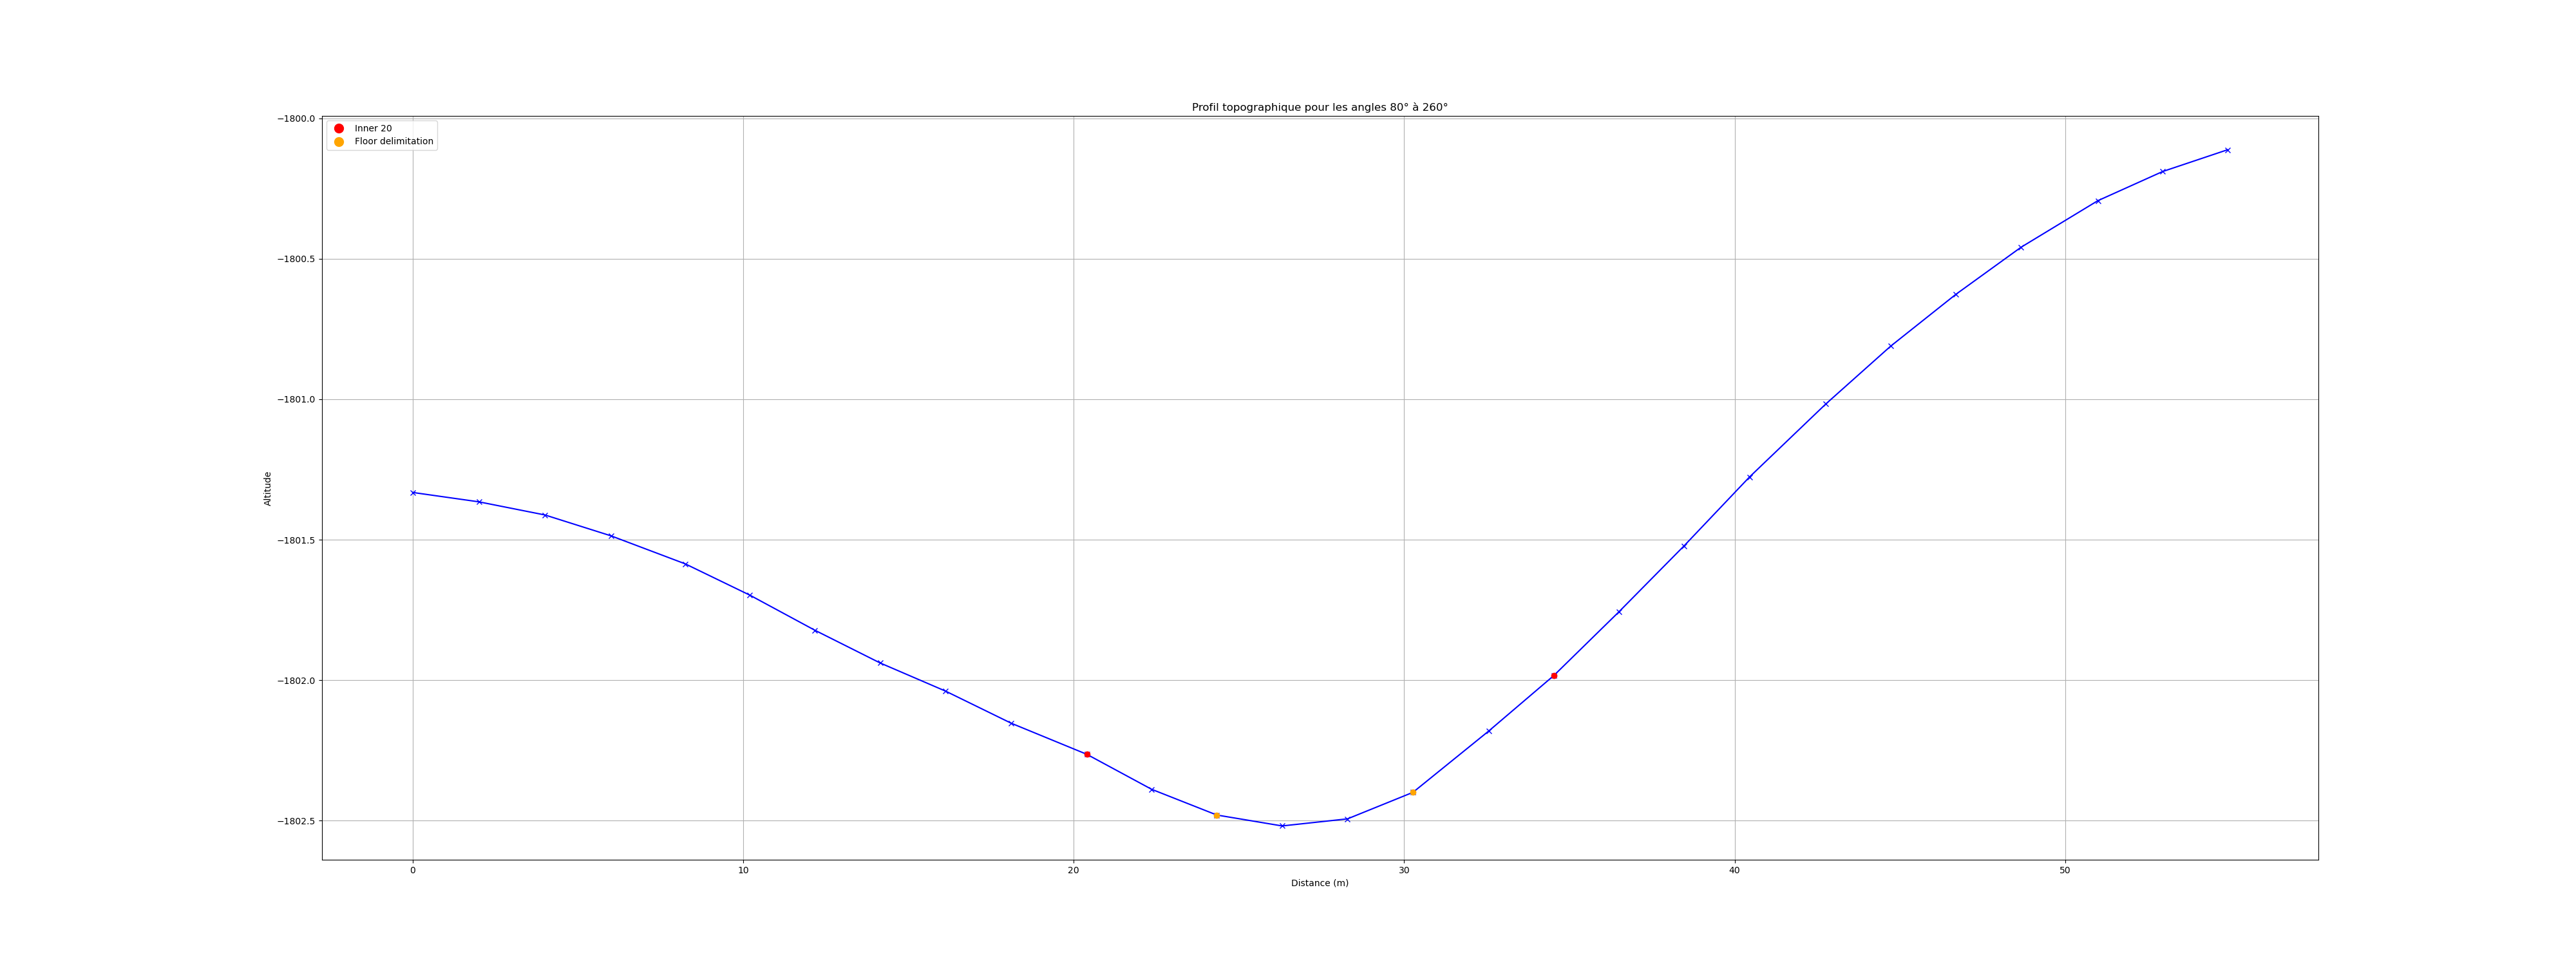 Profil topographique pour les angles 80° à 260°
Inner 20
Floor delimitation
−1800.0
−1800.5
−1801.0
−1801.5
−1802.0
−1802.5
Altitude
0 10 20 30 40 50
Distance (m)